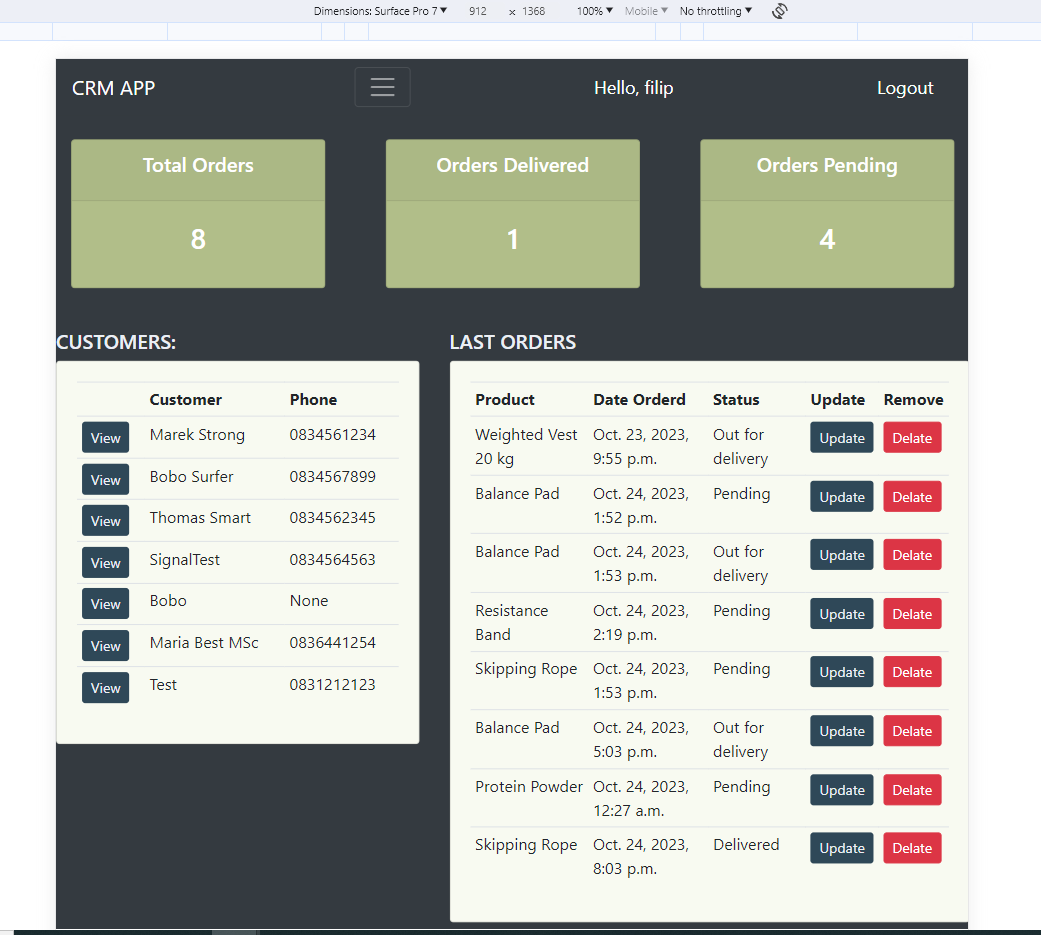 Dimensions: Surface Pro 7 912 × 1368 100% Mobile No throttling
CRM APP Hello, filip Logout
Total Orders Orders Delivered Orders Pending
8 1 4
CUSTOMERS:
Customer Phone
View Marek Strong 0834561234
View Bobo Surfer 0834567899
View Thomas Smart 0834562345
View SignalTest 0834564563
View Bobo None
View Maria Best MSc 0836441254
View Test 0831212123
LAST ORDERS
Product Date Orderd Status Update Remove
Weighted Vest Oct. 23, 2023, Out for Update Delate
20 kg 9:55 p.m. delivery
Balance Pad Oct. 24, 2023, Pending Update Delate
1:52 p.m.
Balance Pad Oct. 24, 2023, Out for Update Delate
1:53 p.m. delivery
Resistance Oct. 24, 2023, Pending Update Delate
Band 2:19 p.m.
Skipping Rope Oct. 24, 2023, Pending Update Delate
1:53 p.m.
Balance Pad Oct. 24, 2023, Out for Update Delate
5:03 p.m. delivery
Protein Powder Oct. 24, 2023, Pending Update Delate
12:27 a.m.
Skipping Rope Oct. 24, 2023, Delivered Update Delate
8:03 p.m.